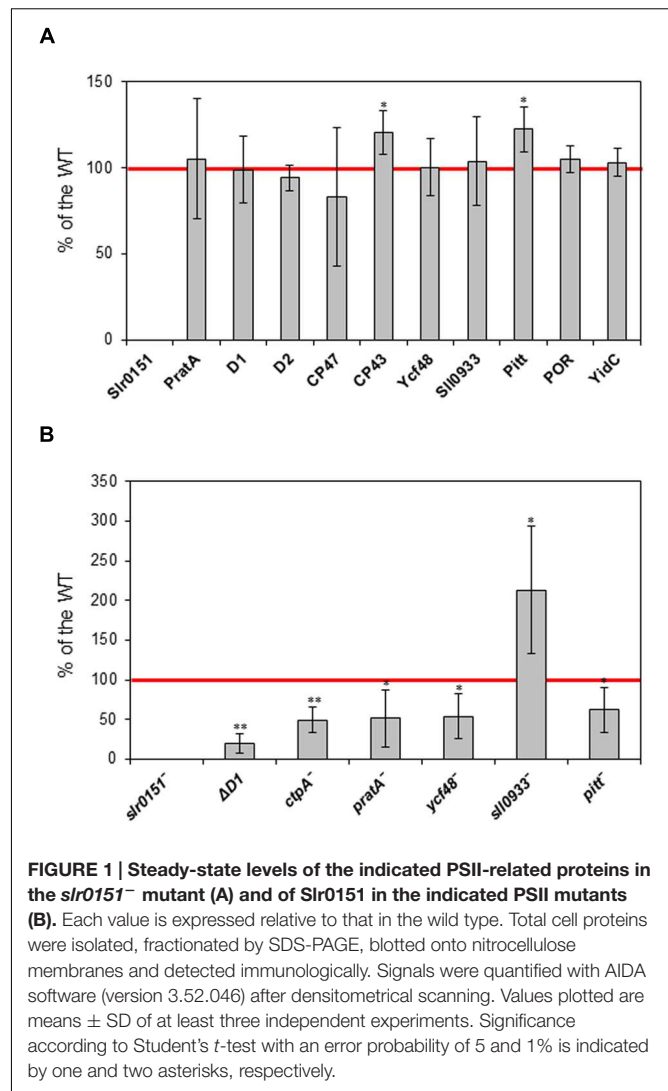 A
% of the WT
150
100
50
0
*
*
Slr0151
PratA
D1
D2
CP47
CP43
Ycf48
Sll0933
Pitt
POR
YidC
B
% of the WT
350
300
250
200
150
100
50
0
**
**
*
*
*
*
slr0151⁻
ΔD1
ctpA⁻
pratA⁻
ycf48⁻
sll0933⁻
pitt⁻
FIGURE 1 | Steady-state levels of the indicated PSII-related proteins in
the slr0151⁻ mutant (A) and of Slr0151 in the indicated PSII mutants
(B). Each value is expressed relative to that in the wild type. Total cell proteins
were isolated, fractionated by SDS-PAGE, blotted onto nitrocellulose
membranes and detected immunologically. Signals were quantified with AIDA
software (version 3.52.046) after densitometrical scanning. Values plotted are
means ± SD of at least three independent experiments. Significance
according to Student's t-test with an error probability of 5 and 1% is indicated
by one and two asterisks, respectively.